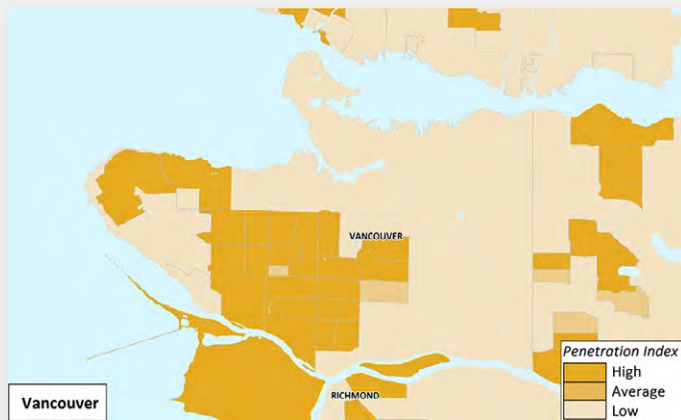 VANCOUVER
Penetration Index
High
Average
Low
RICHMOND
Vancouver